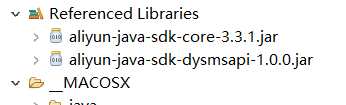 Referenced Libraries
aliyun-java-sdk-core-3.3.1.jar
aliyun-java-sdk-dysmsapi-1.0.0.jar
__MACOSX
java